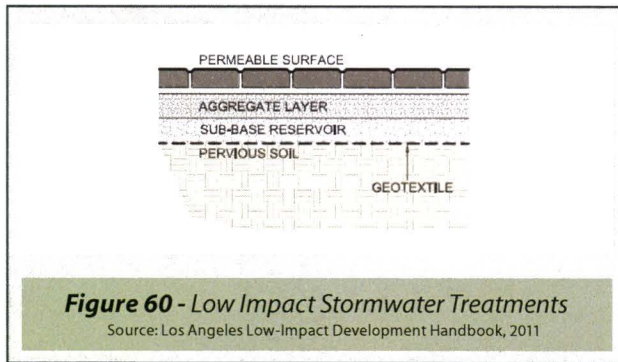 PERMEABLE SURFACE
AGGREGATE LAYER
SUB-BASE RESERVOIR
PERVIOUS SOIL
GEOTEXTILE
Figure 60 - Low Impact Stormwater Treatments
Source: Los Angeles Low-Impact Development Handbook, 2011